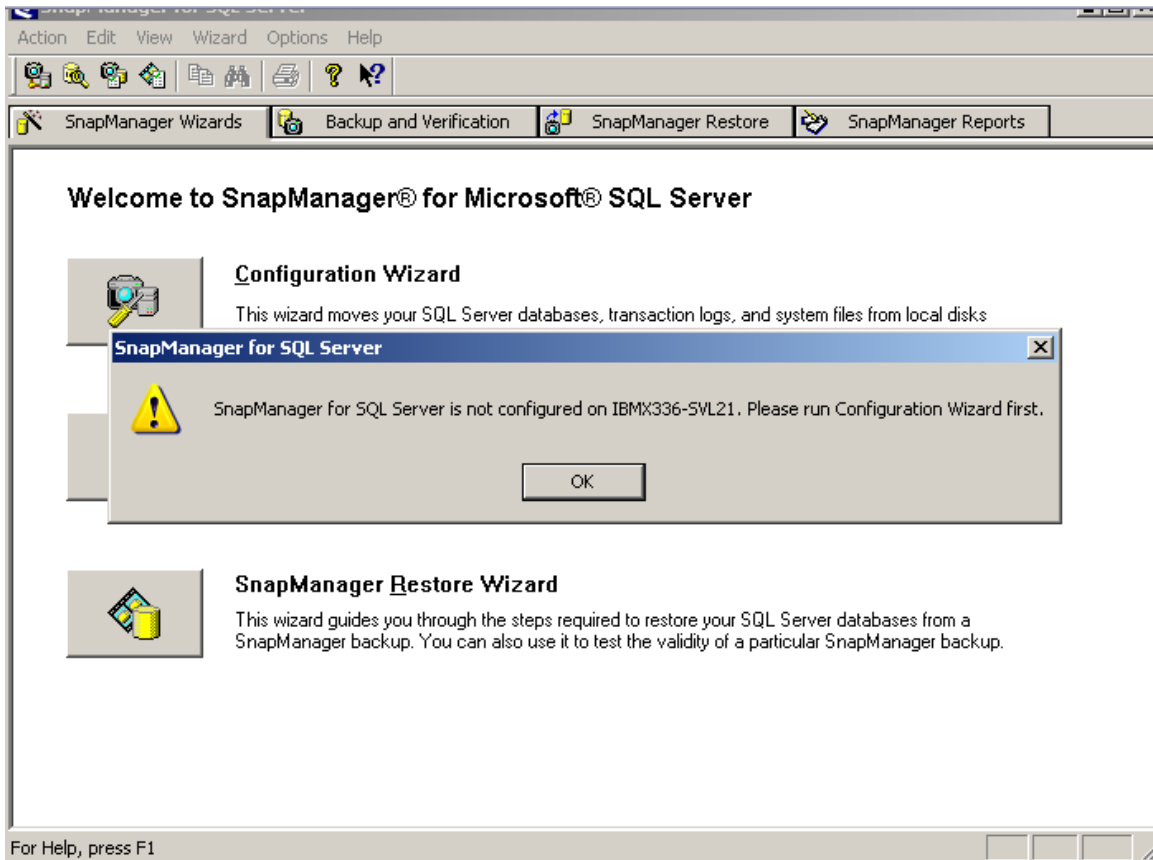 SnapManager for SQL Server
Action Edit View Wizard Options Help
SnapManager Wizards Backup and Verification SnapManager Restore SnapManager Reports
Welcome to SnapManager® for Microsoft® SQL Server
Configuration Wizard
This wizard moves your SQL Server databases, transaction logs, and system files from local disks
SnapManager for SQL Server
SnapManager for SQL Server is not configured on IBMX336-SVL21. Please run Configuration Wizard first.
OK
SnapManager Restore Wizard
This wizard guides you through the steps required to restore your SQL Server databases from a
SnapManager backup. You can also use it to test the validity of a particular SnapManager backup.
For Help, press F1